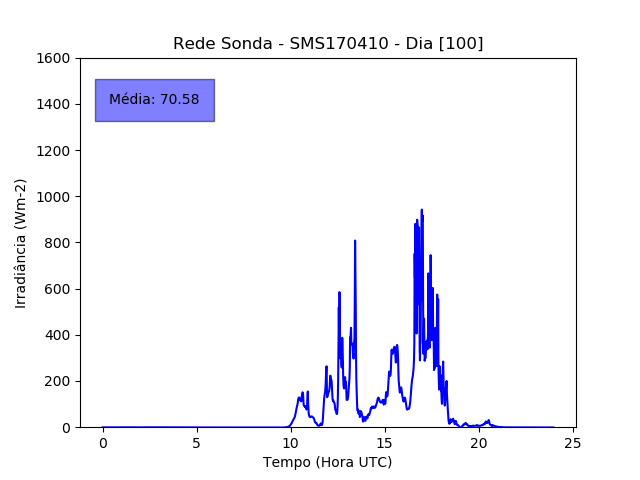 Rede Sonda - SMS170410 - Dia [100]
1600
1400
1200
1000
800
600
400
200
0
Irradiância (Wm-2)
Média: 70.58
0 5 10 15 20 25
Tempo (Hora UTC)